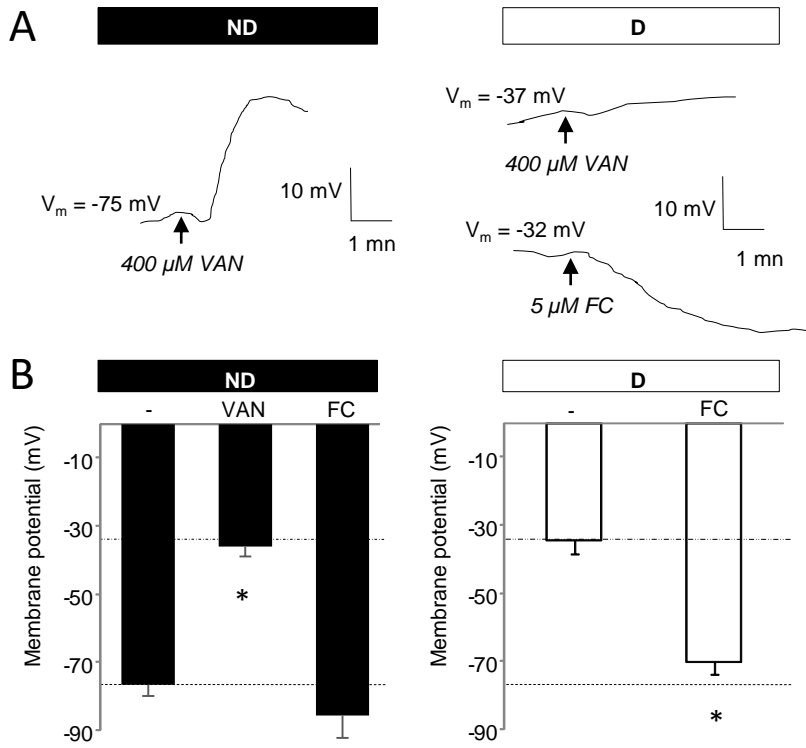 A
ND
D
Vm = -75 mV
400 µM VAN
10 mV
1 mn
Vm = -37 mV
400 µM VAN
10 mV
1 mn
Vm = -32 mV
5 µM FC
B
ND
- VAN FC
Membrane potential (mV)
-10
-30
-50
-70
-90
*
D
- FC
Membrane potential (mV)
-10
-30
-50
-70
-90
*